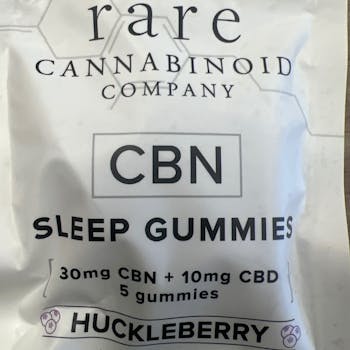 rare
CANNABINOID
COMPANY
CBN
SLEEP GUMMIES
30mg CBN + 10mg CBD
5 gummies
HUCKLEBERRY